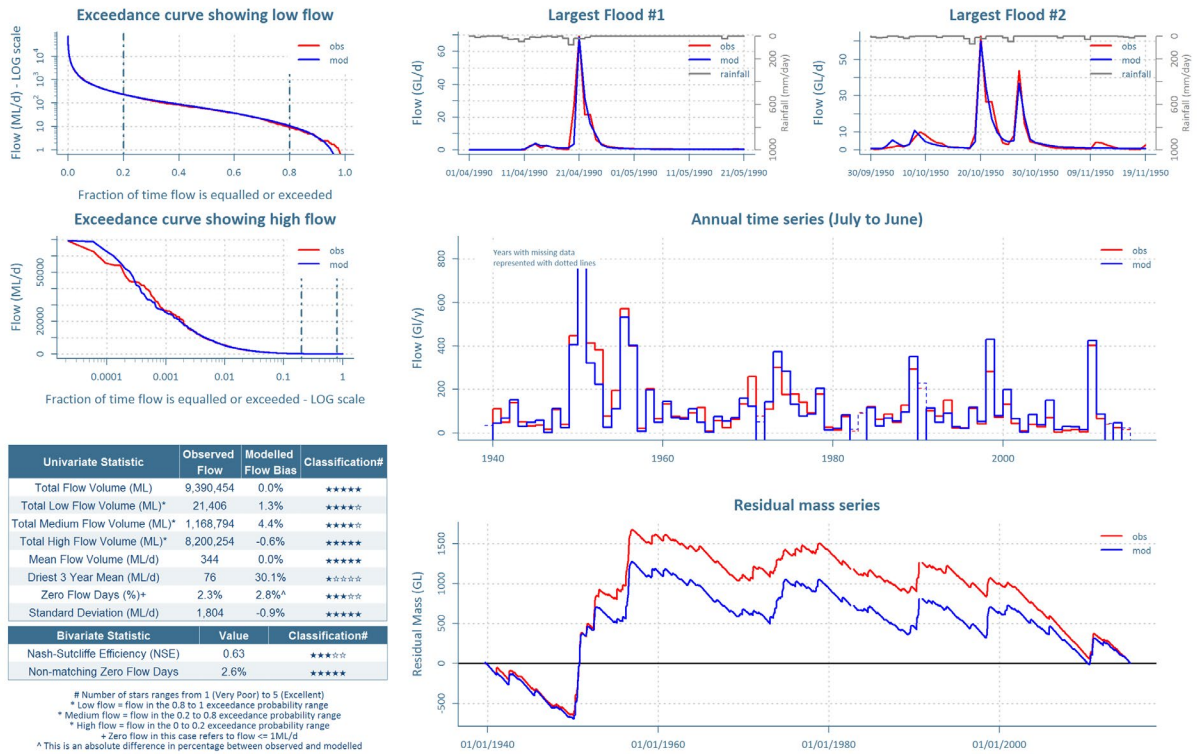 Exceedance curve showing low flow
Flow (ML/d) - LOG scale
10^4
10^3
10^2
10
1
obs
mod
0.0 0.2 0.4 0.6 0.8 1.0
Fraction of time flow is equalled or exceeded
Largest Flood #1
Flow (GL/d)
60
40
20
0
obs
mod
rainfall
0
200
600
1000
Rainfall (mm/day)
01/04/1990 11/04/1990 21/04/1990 01/05/1990 11/05/1990 21/05/1990
Largest Flood #2
Flow (GL/d)
50
30
10
0
obs
mod
rainfall
0
200
600
1000
Rainfall (mm/day)
30/09/1950 10/10/1950 20/10/1950 30/10/1950 09/11/1950 19/11/1950
Exceedance curve showing high flow
Flow (ML/d)
50000
20000
0
obs
mod
0.0001 0.001 0.01 0.1 1
Fraction of time flow is equalled or exceeded - LOG scale
Annual time series (July to June)
Flow (Gl/y)
800
600
400
200
0
Years with missing data
represented with dotted lines
obs
mod
1940 1960 1980 2000
Univariate Statistic Observed Flow Modelled Flow Bias Classification#
Total Flow Volume (ML) 9,390,454 0.0% ★★★★★
Total Low Flow Volume (ML)* 21,406 1.3% ★★★★☆
Total Medium Flow Volume (ML)* 1,168,794 4.4% ★★★★☆
Total High Flow Volume (ML)* 8,200,254 -0.6% ★★★★★
Mean Flow Volume (ML/d) 344 0.0% ★★★★★
Driest 3 Year Mean (ML/d) 76 30.1% ★☆☆☆☆
Zero Flow Days (%)+ 2.3% 2.8%^ ★★★☆☆
Standard Deviation (ML/d) 1,804 -0.9% ★★★★★
Bivariate Statistic Value Classification#
Nash-Sutcliffe Efficiency (NSE) 0.63 ★★★☆☆
Non-matching Zero Flow Days 2.6% ★★★★★
# Number of stars ranges from 1 (Very Poor) to 5 (Excellent)
* Low flow = flow in the 0.8 to 1 exceedance probability range
* Medium flow = flow in the 0.2 to 0.8 exceedance probability range
* High flow = flow in the 0 to 0.2 exceedance probability range
+ Zero flow in this case refers to flow <= 1ML/d
^ This is an absolute difference in percentage between observed and modelled
Residual mass series
Residual Mass (GL)
1500
1000
500
0
-500
obs
mod
01/01/1940 01/01/1960 01/01/1980 01/01/2000